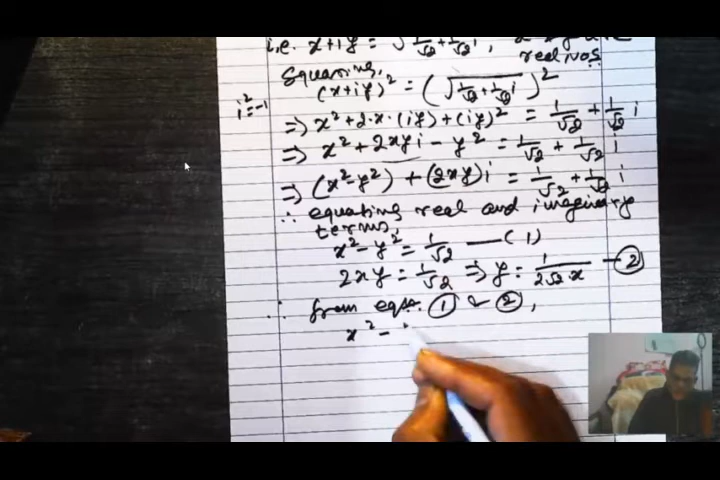 i.e. x+iy = √(1/√2 + 1/√2 i), x y are
real nos.
Squaring,
(x+iy)² = (√(1/√2 + 1/√2 i))²
i² = -1
⇒ x² + 2·x·(iy) + (iy)² = 1/√2 + 1/√2 i
⇒ x² + 2xyi - y² = 1/√2 + 1/√2 i
⇒ (x²-y²) + (2xy)i = 1/√2 + 1/√2 i
∴ equating real and imaginary
terms,
x² - y² = 1/√2 —(1)
2xy = 1/√2 ⇒ y = 1/(2√2·x) —②
∴ from eqs. ① & ②,
x² -